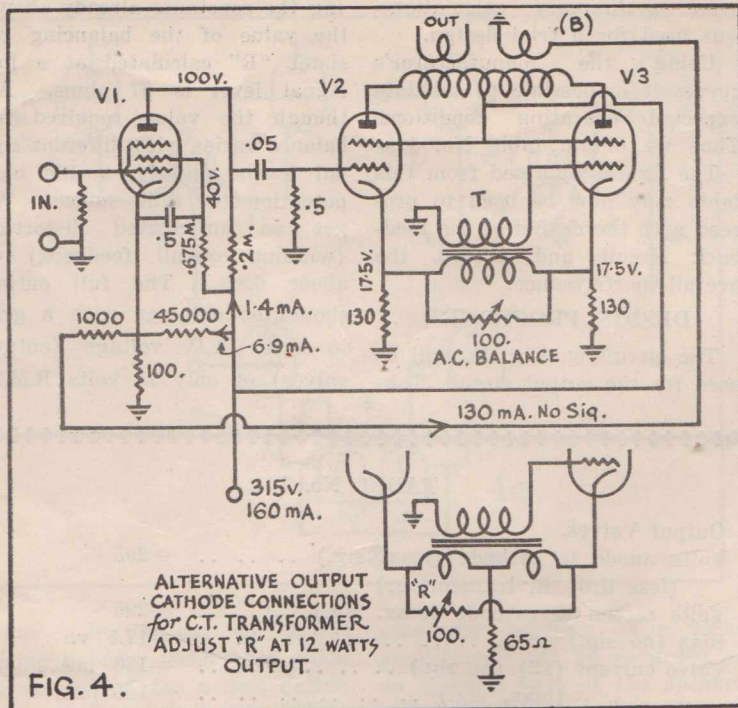 OUT
(B)
V1.
100V.
V2
V3
.05
IN.
.5
40V.
.675M.
.2M
.5
T.
17.5V.
17.5V.
1000
45000
1.4mA.
130
130
100.
A.C. BALANCE
6.9mA.
100.
130 mA. No Sig.
315V.
160 mA.
ALTERNATIVE OUTPUT
CATHODE CONNECTIONS
for C.T. TRANSFORMER
ADJUST "R" AT 12 WATTS
OUTPUT.
"R"
100.
65Ω
FIG. 4..